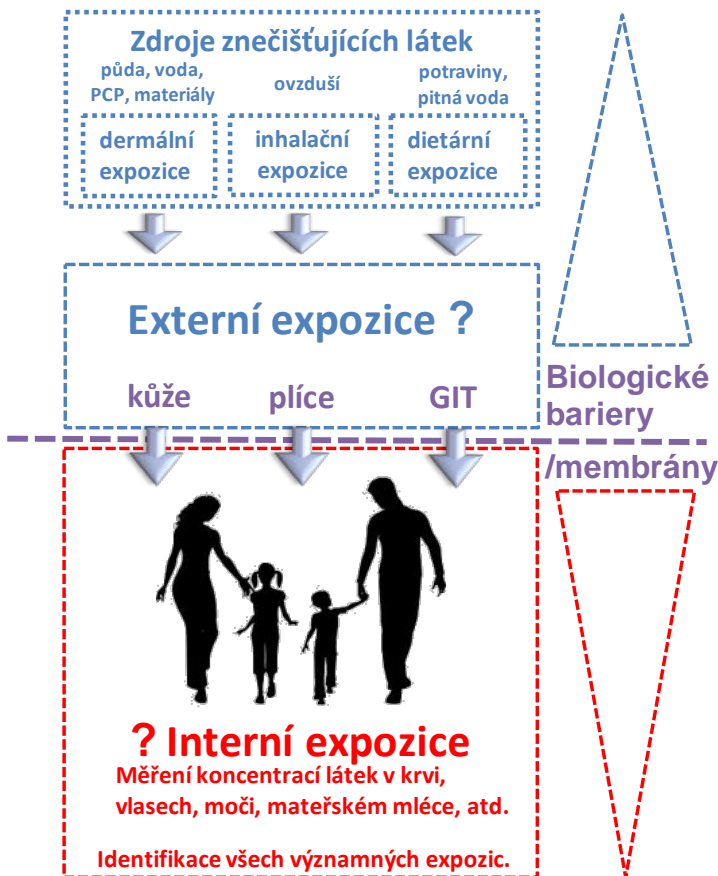 Zdroje znečišťujících látek
půda, voda,
PCP, materiály
ovzduší
potraviny,
pitná voda
dermální
expozice
inhalační
expozice
dietární
expozice
Externí expozice ?
kůže plíce GIT
Biologické
bariery
/membrány
? Interní expozice
Měření koncentrací látek v krvi,
vlasech, moči, mateřském mléce, atd.
Identifikace všech významných expozic.